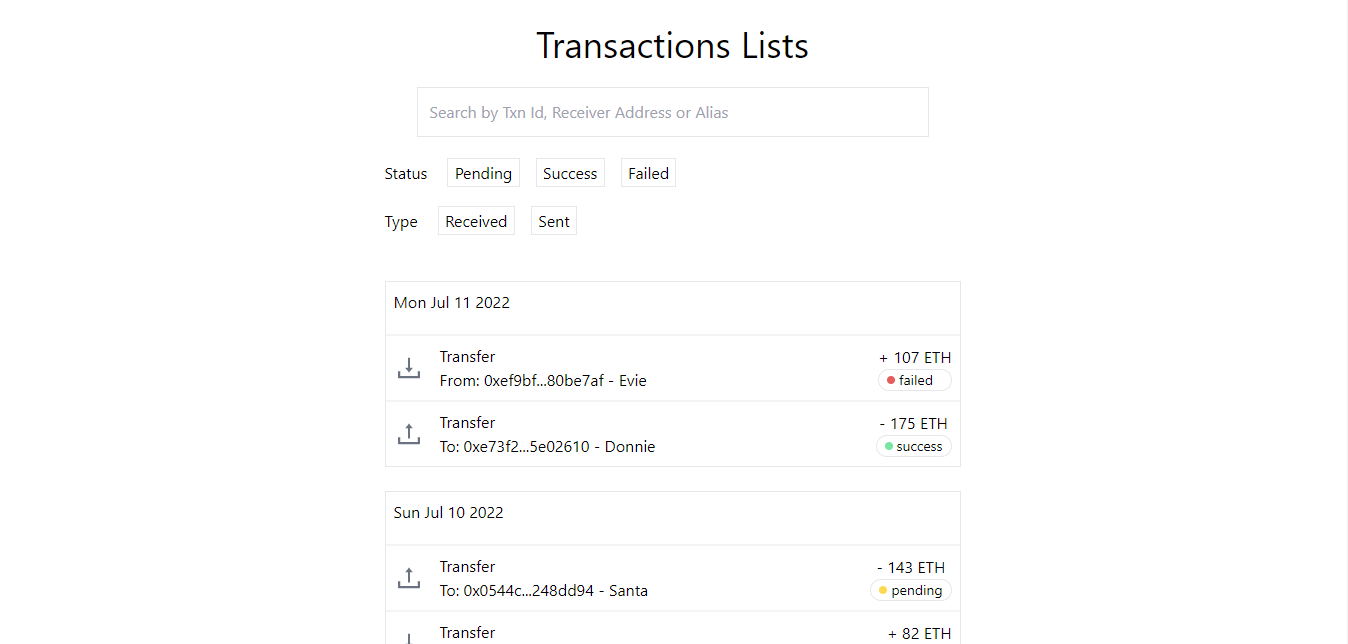 Transactions Lists
Search by Txn Id, Receiver Address or Alias
Status Pending Success Failed
Type Received Sent
Mon Jul 11 2022
Transfer + 107 ETH
From: 0xef9bf...80be7af - Evie failed
Transfer - 175 ETH
To: 0xe73f2...5e02610 - Donnie success
Sun Jul 10 2022
Transfer - 143 ETH
To: 0x0544c...248dd94 - Santa pending
Transfer + 82 ETH